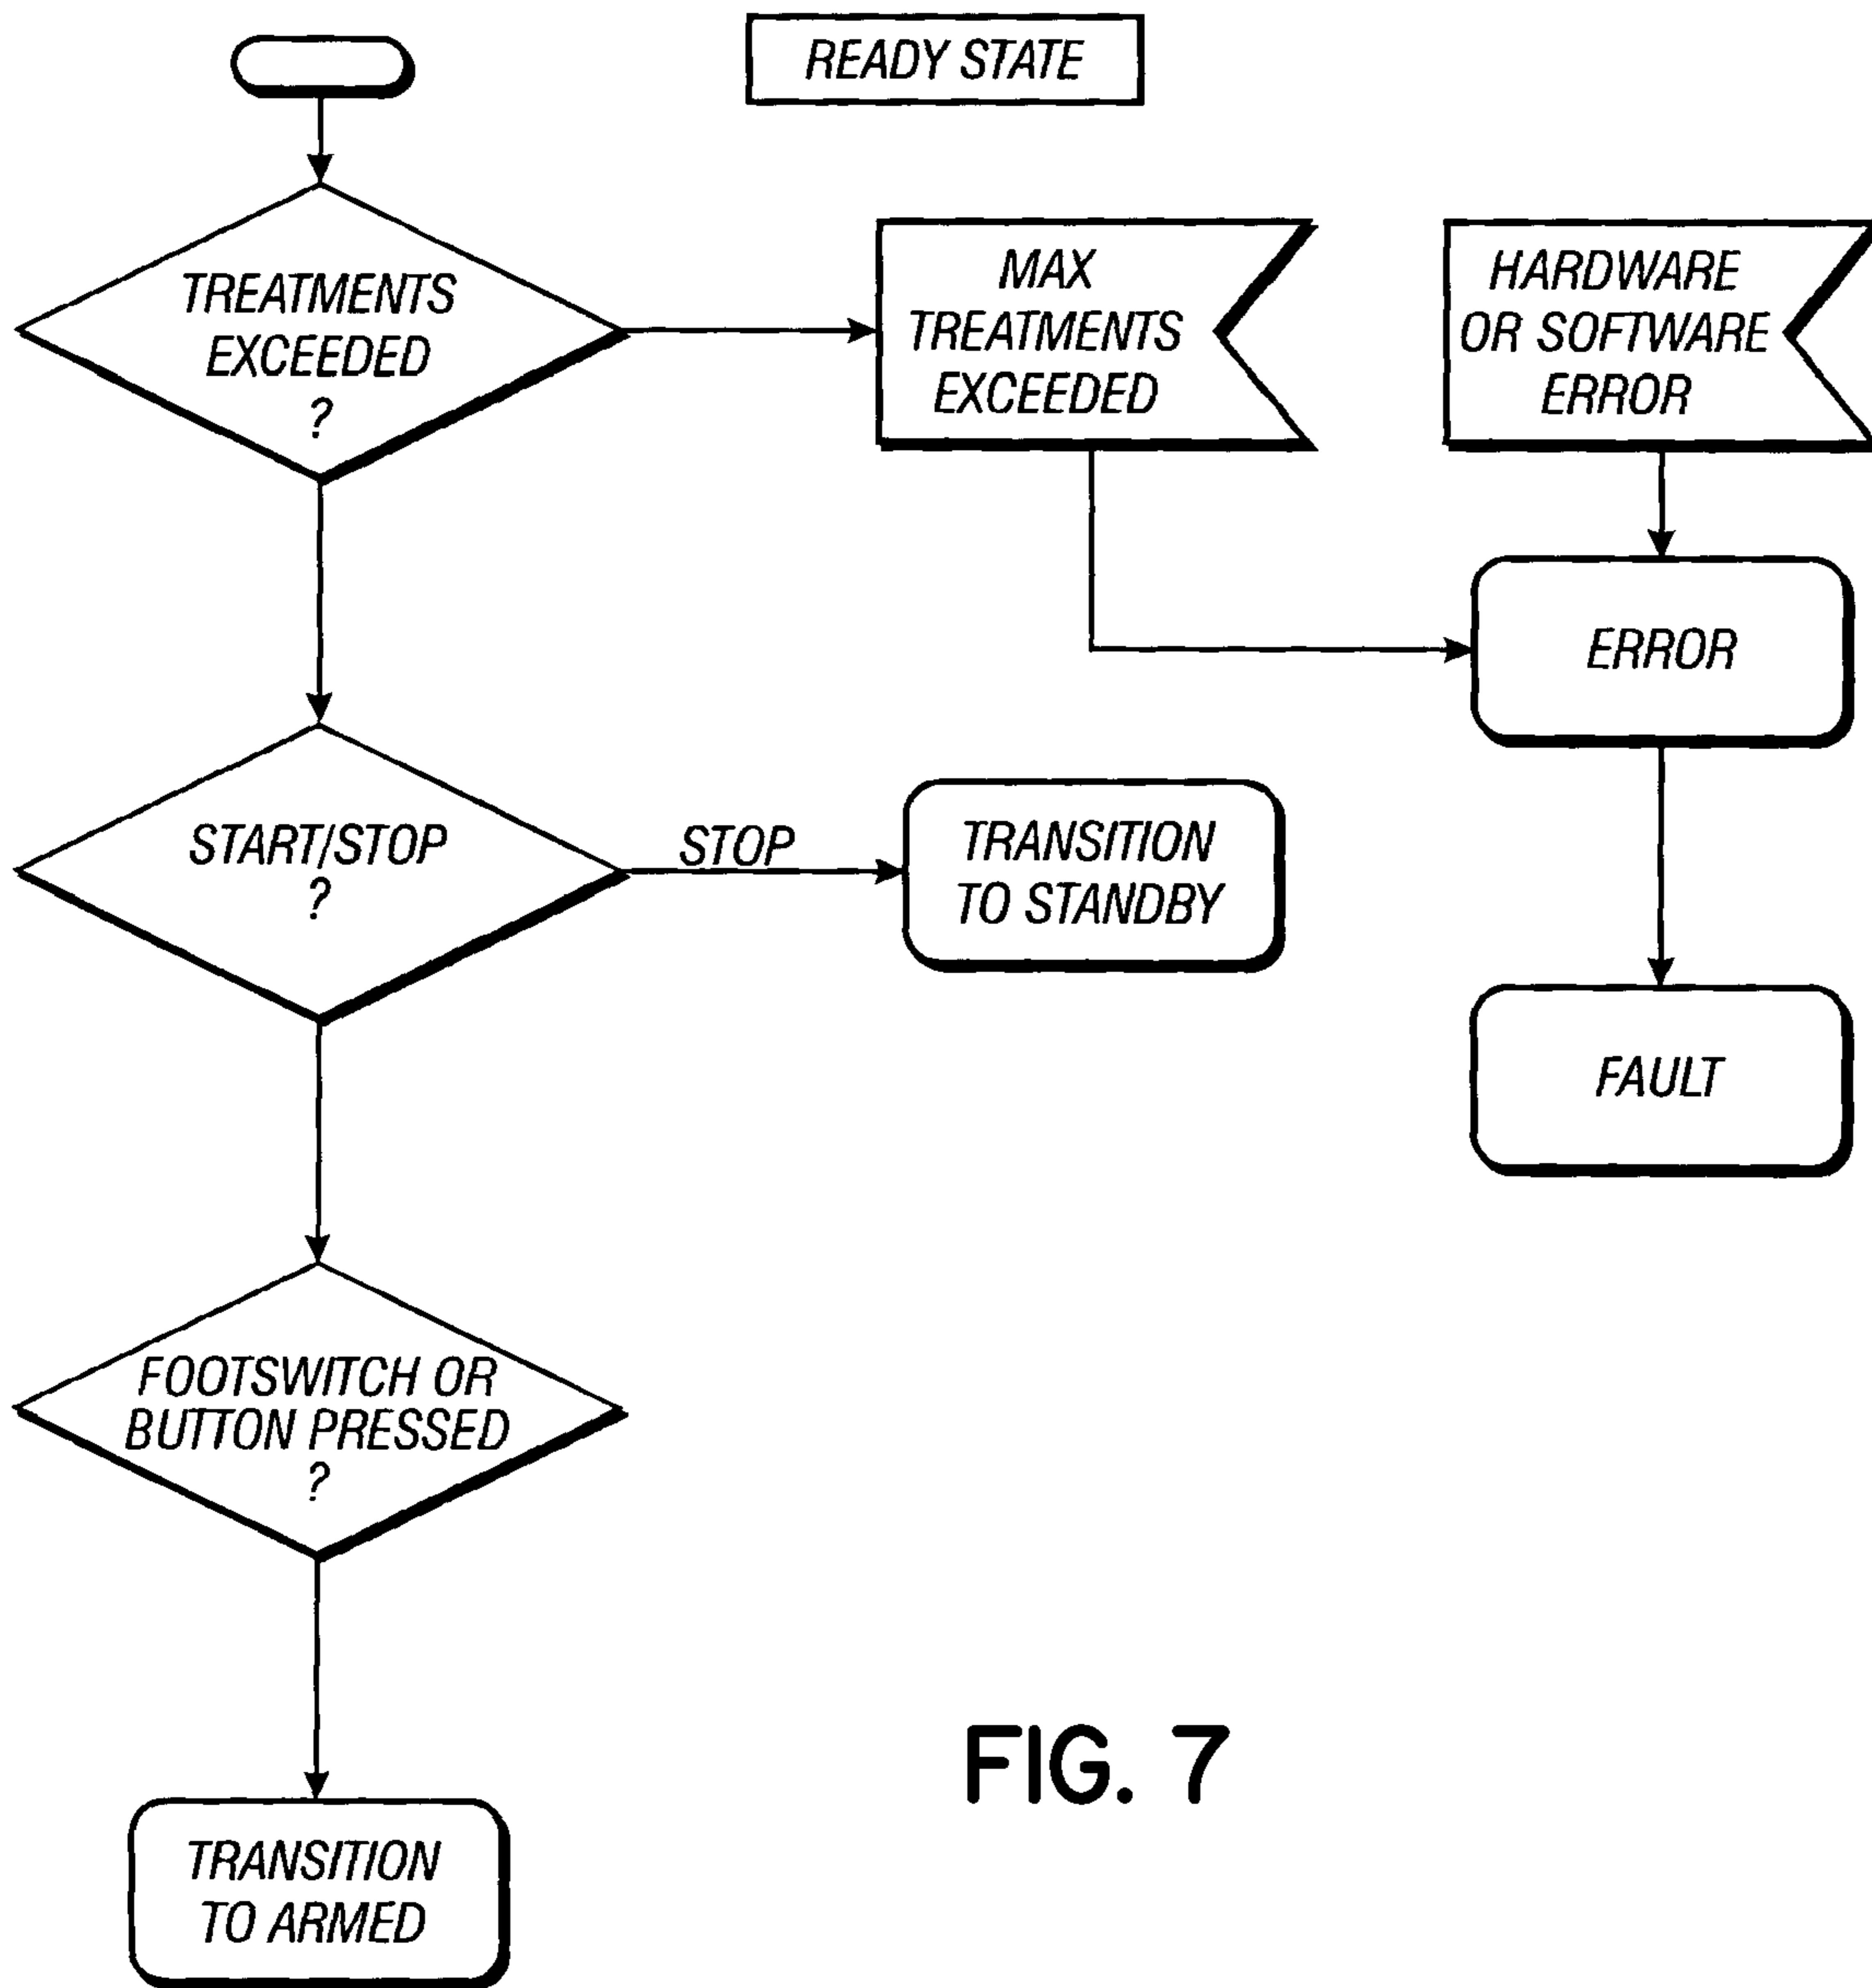 READY STATE
TREATMENTS
EXCEEDED
?
MAX
TREATMENTS
EXCEEDED
HARDWARE
OR SOFTWARE
ERROR
ERROR
START/STOP
?
STOP
TRANSITION
TO STANDBY
FAULT
FOOTSWITCH OR
BUTTON PRESSED
?
TRANSITION
TO ARMED
FIG. 7